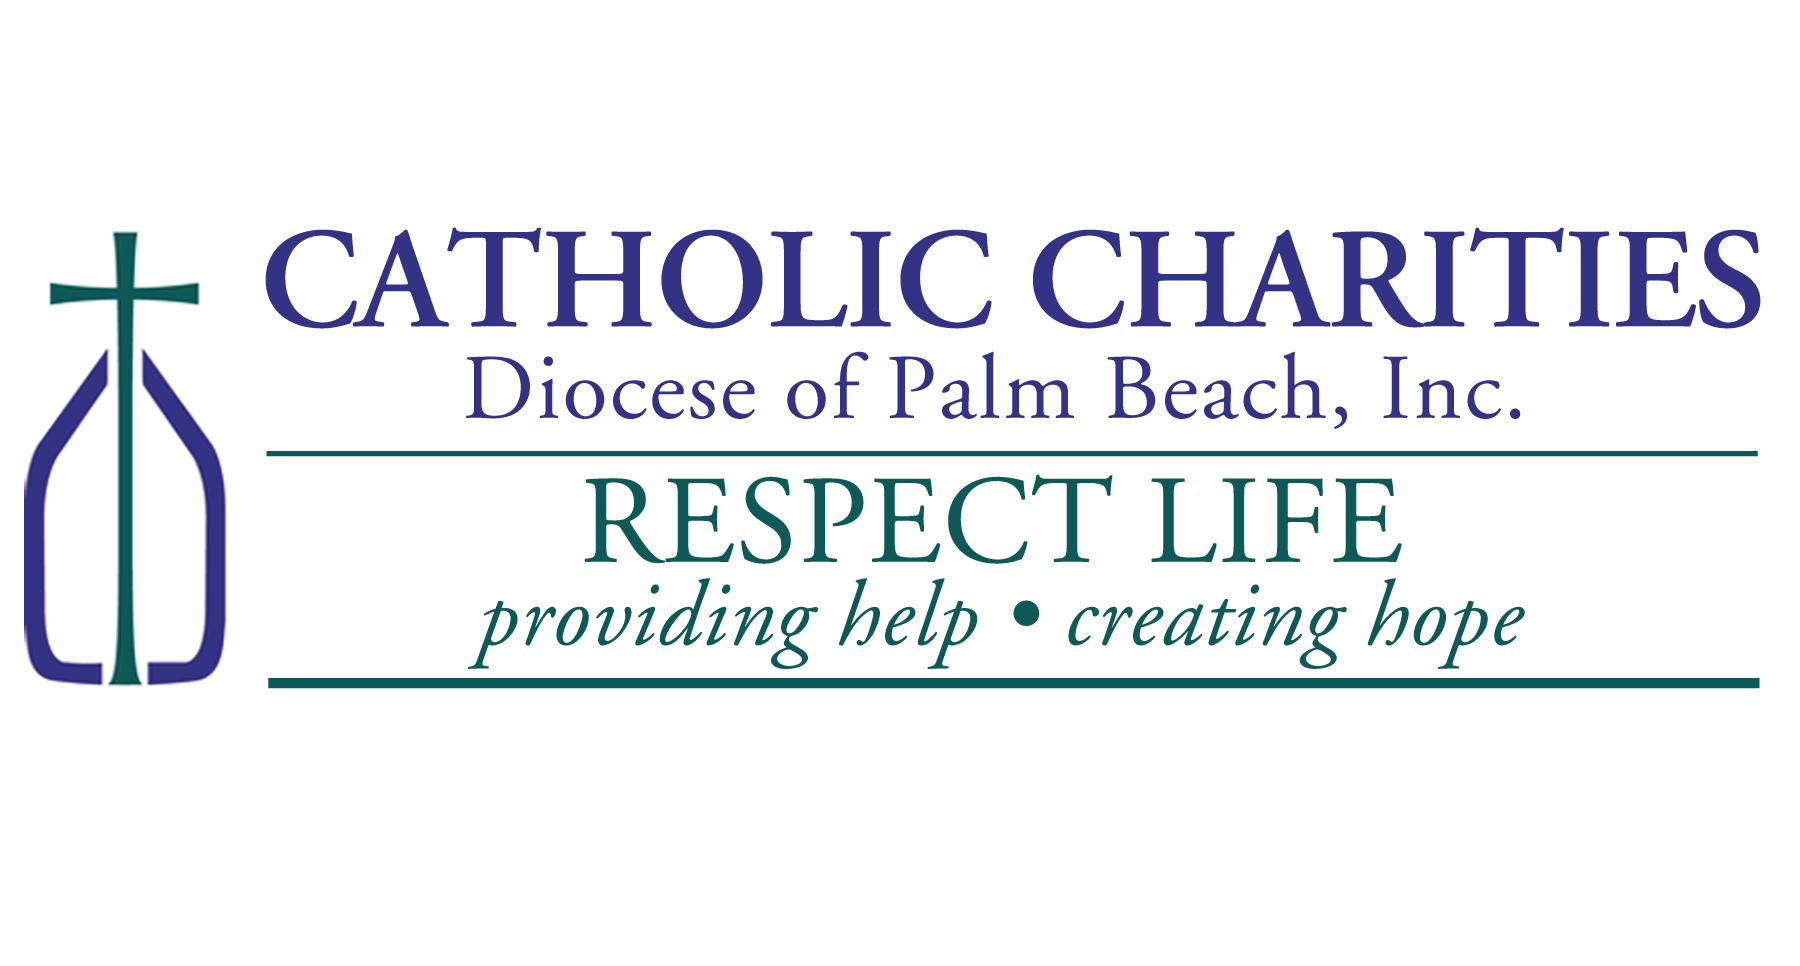 CATHOLIC CHARITIES
Diocese of Palm Beach, Inc.
RESPECT LIFE
providing help • creating hope